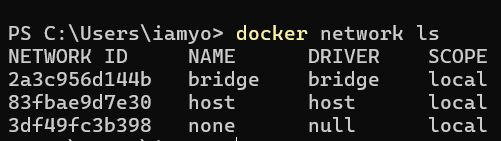 PS C:\Users\iamyo> docker network ls
NETWORK ID     NAME      DRIVER    SCOPE
2a3c956d144b   bridge    bridge    local
83fbae9d7e30   host      host      local
3df49fc3b398   none      null      local